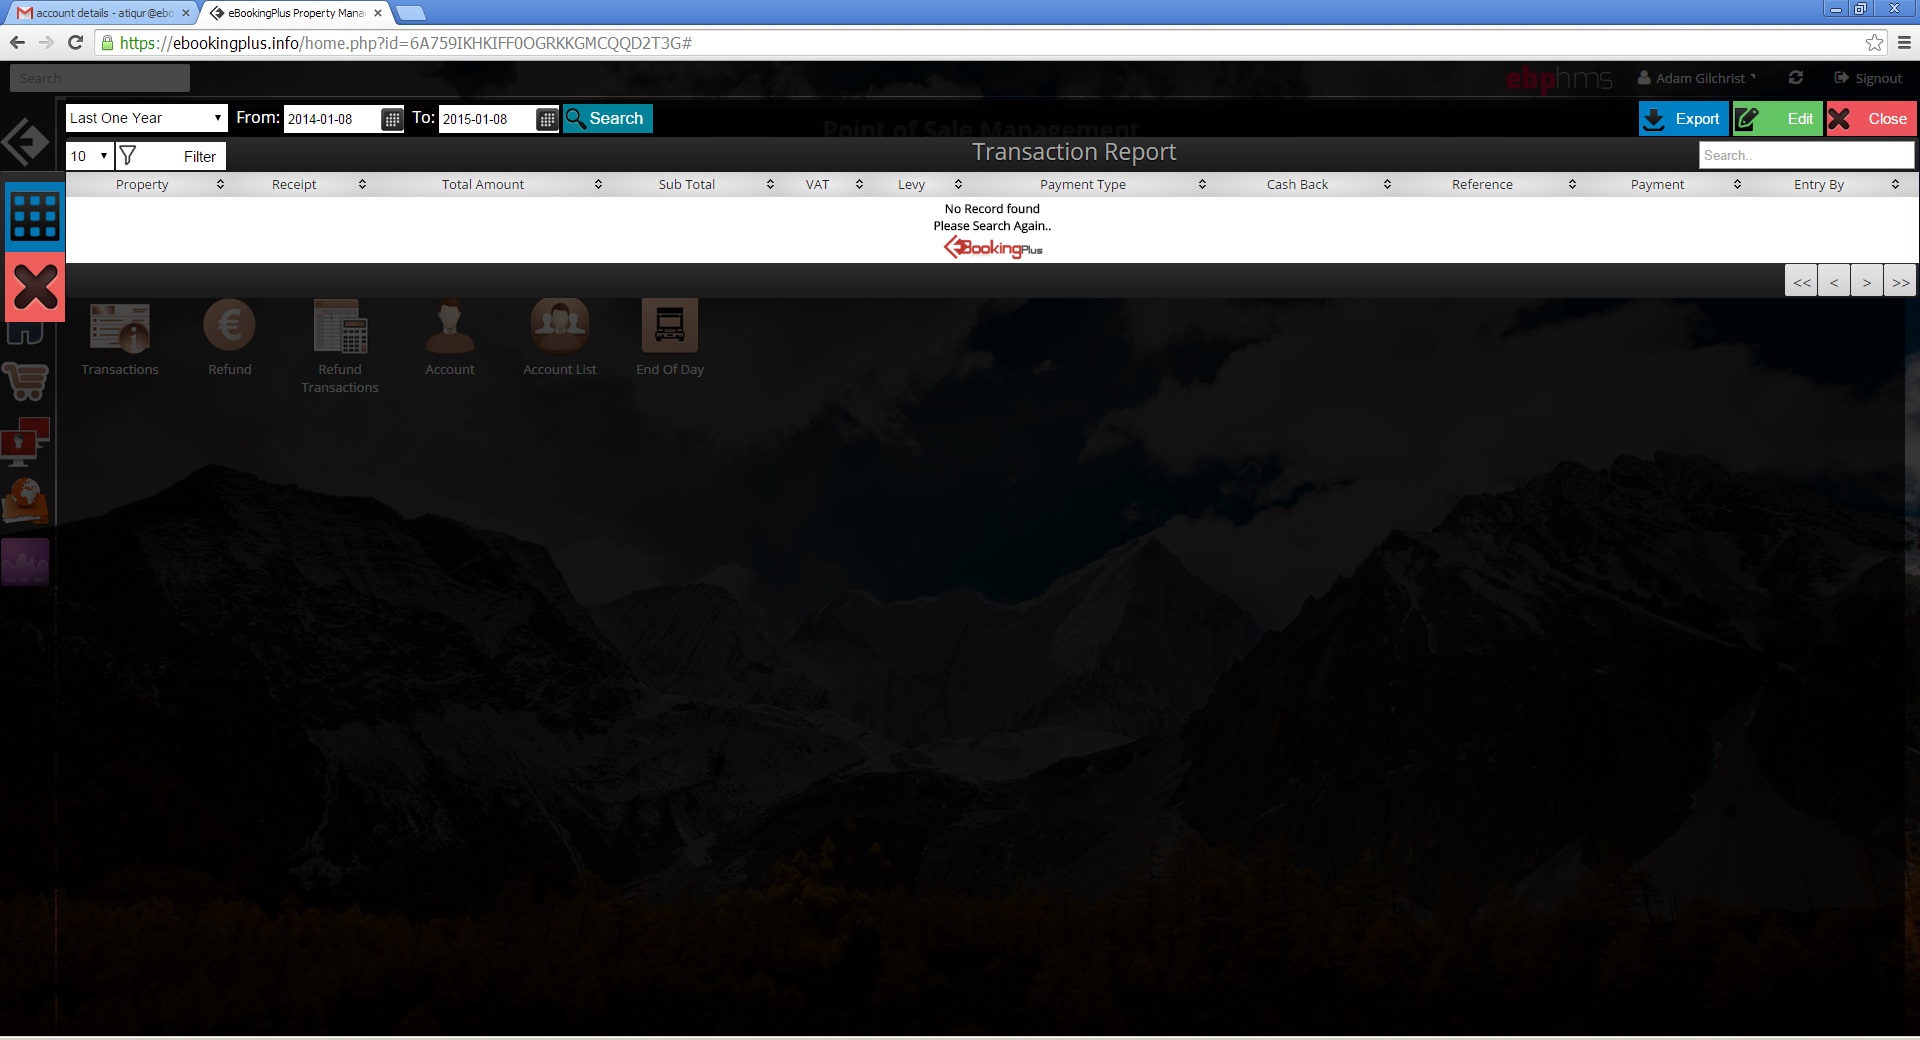 account details - atiqur@ebo
eBookingPlus Property Mana
https://ebookingplus.info/home.php?id=6A759IKHKIFF0OGRKKGMCQQD2T3G#
Search
ebphms
Adam Gilchrist
Signout
Last One Year
From:
2014-01-08
To:
2015-01-08
Search
Export
Edit
Close
Point of Sale Management
10
Filter
Transaction Report
Search..
Property
Receipt
Total Amount
Sub Total
VAT
Levy
Payment Type
Cash Back
Reference
Payment
Entry By
No Record found
Please Search Again..
eBookingPlus
<<
<
>
>>
Transactions
Refund
Refund
Transactions
Account
Account List
End Of Day